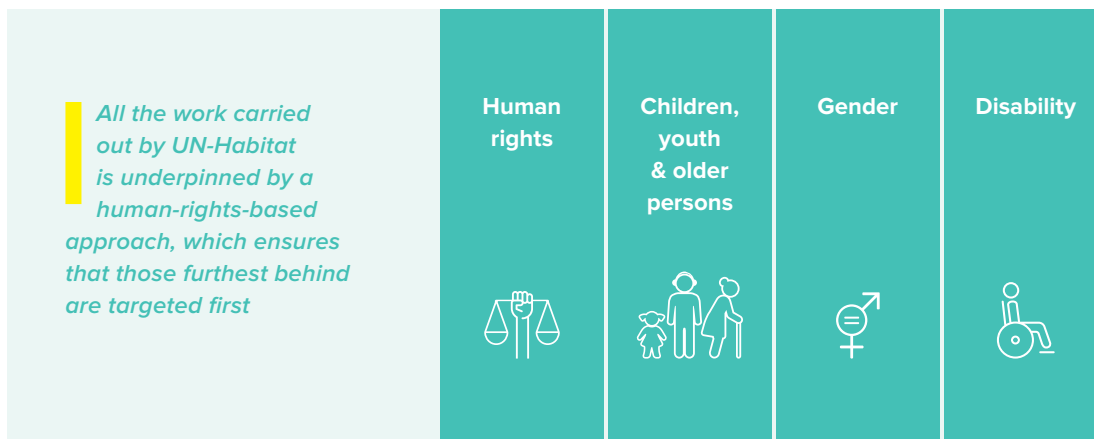 All the work carried
out by UN-Habitat
is underpinned by a
human-rights-based
approach, which ensures
that those furthest behind
are targeted first
Human
rights
Children,
youth
& older
persons
Gender
Disability